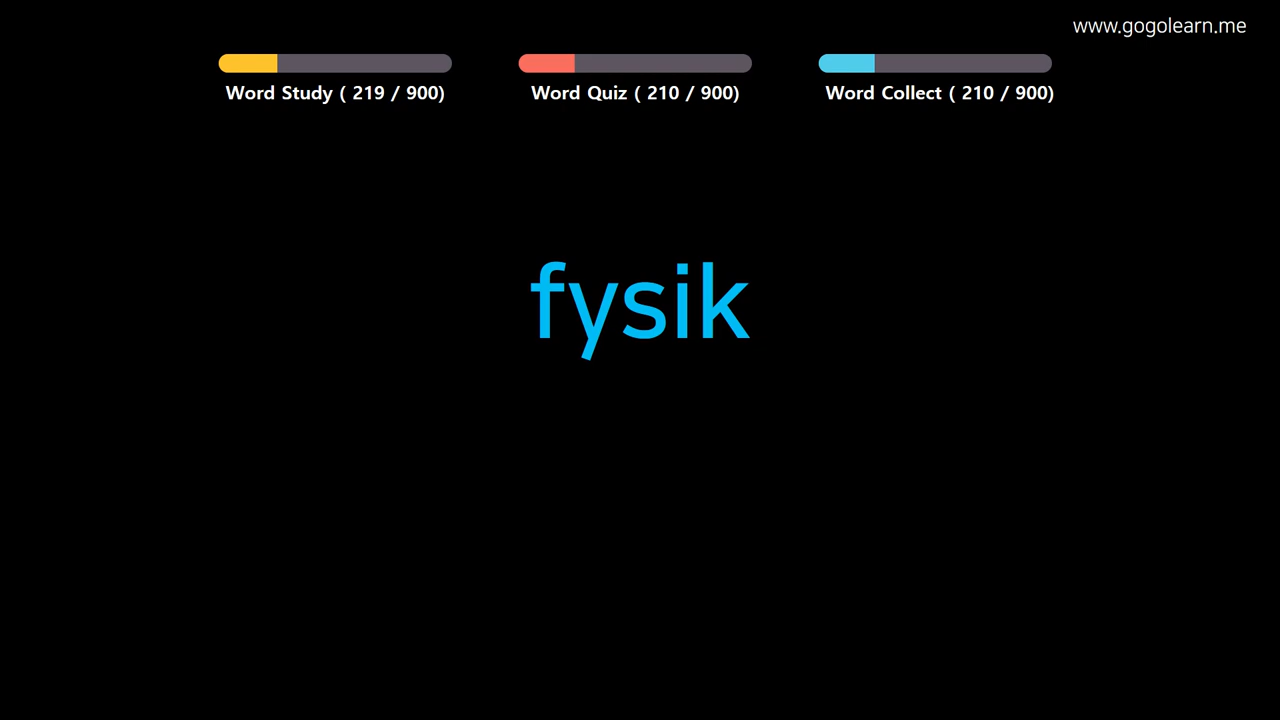 www.gogolearn.me
Word Study ( 219 / 900)
Word Quiz ( 210 / 900)
Word Collect ( 210 / 900)
fysik